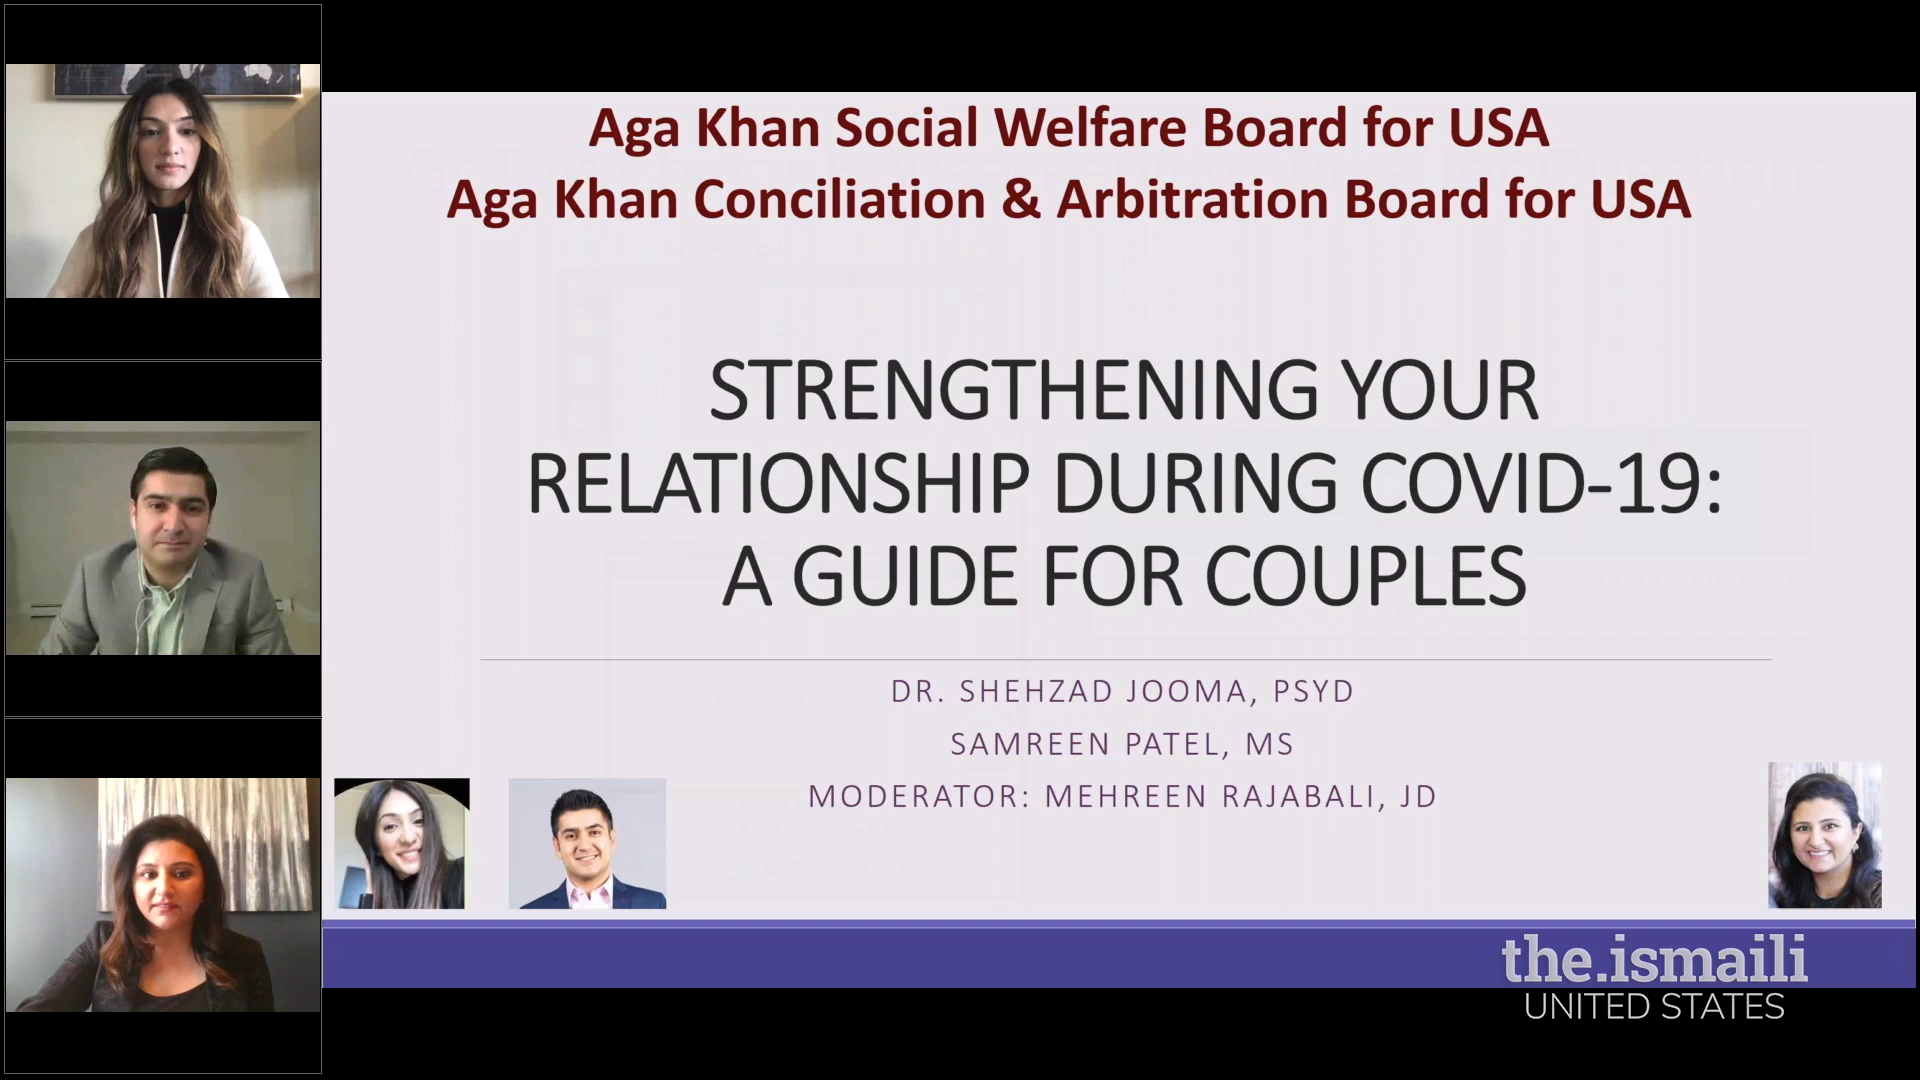 Aga Khan Social Welfare Board for USA
Aga Khan Conciliation & Arbitration Board for USA
STRENGTHENING YOUR
RELATIONSHIP DURING COVID-19:
A GUIDE FOR COUPLES
DR. SHEHZAD JOOMA, PSYD
SAMREEN PATEL, MS
MODERATOR: MEHREEN RAJABALI, JD
the.ismaili
UNITED STATES